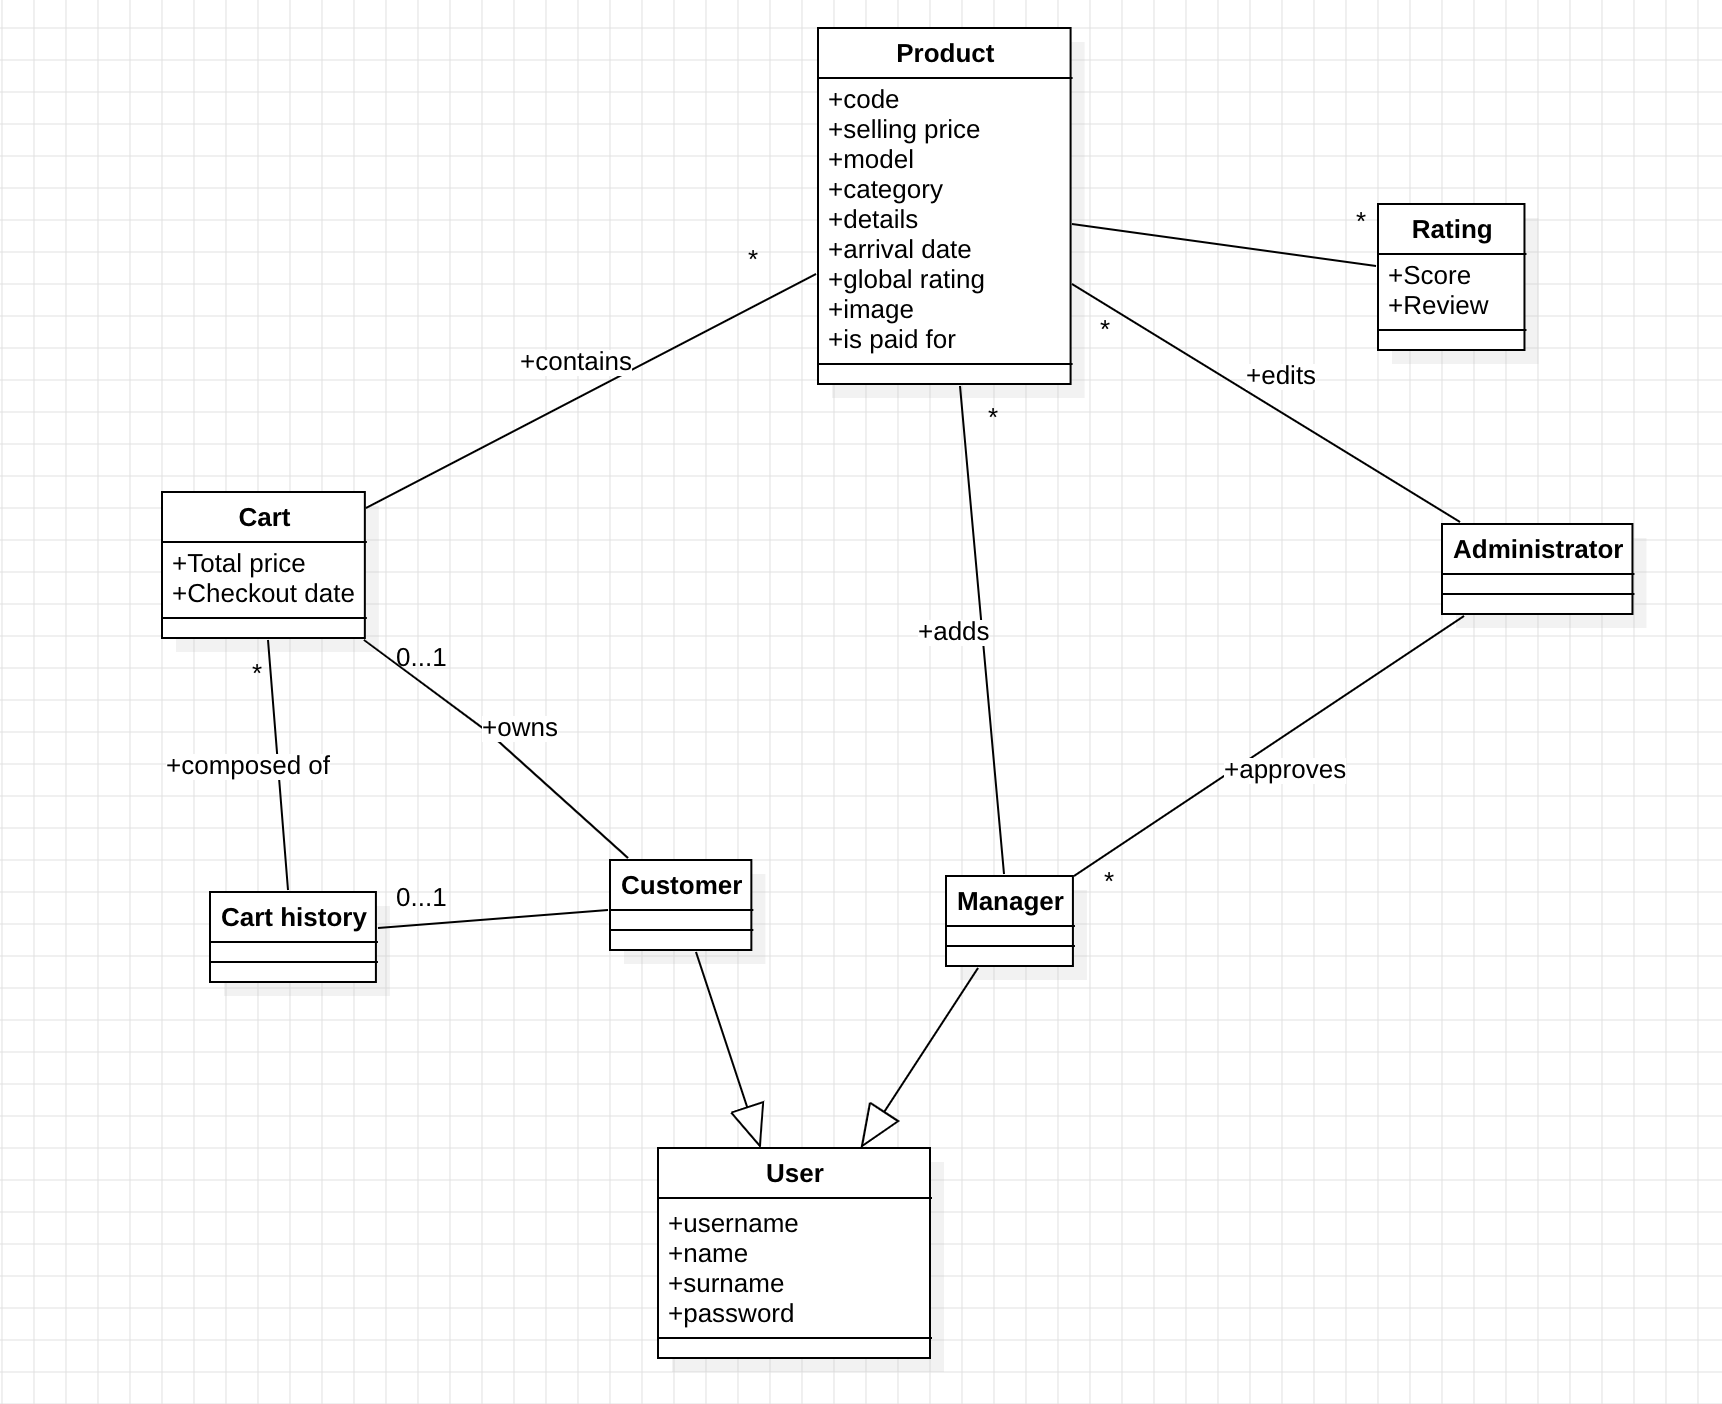 Product
+code
+selling price
+model
+category
+details
+arrival date
+global rating
+image
+is paid for
*
Rating
+Score
+Review
*
*
+edits
+contains
*
Cart
+Total price
+Checkout date
Administrator
+adds
0...1
*
+owns
+composed of
+approves
Customer
0...1
Cart history
Manager
*
User
+username
+name
+surname
+password